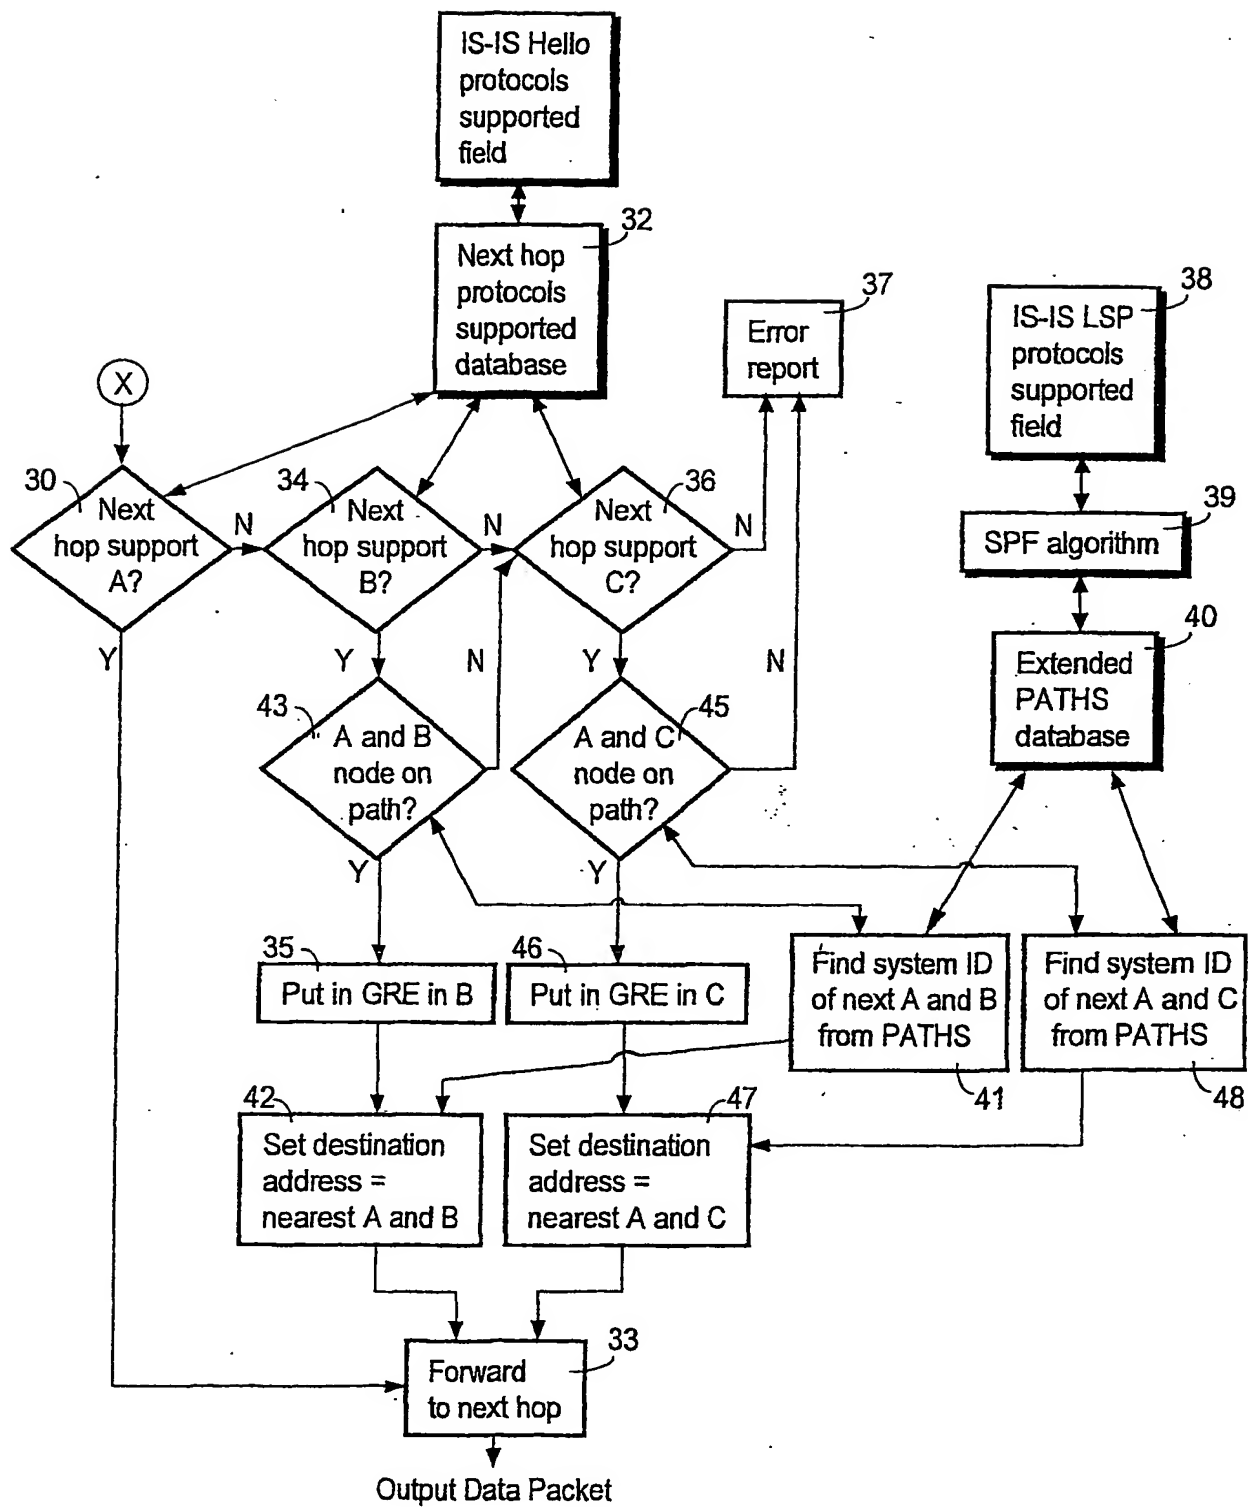 IS-IS Hello
protocols
supported
field
32
Next hop
protocols
supported
database
37
Error
report
38
IS-IS LSP
protocols
supported
field
X
30
Next
hop support
A?
N
Y
34
Next
hop support
B?
N
Y
36
Next
hop support
C?
N
Y
39
SPF algorithm
40
Extended
PATHS
database
43
A and B
node on
path?
N
Y
45
A and C
node on
path?
N
Y
35
Put in GRE in B
46
Put in GRE in C
Find system ID
of next A and B
from PATHS
41
Find system ID
of next A and C
from PATHS
48
42
Set destination
address =
nearest A and B
47
Set destination
address =
nearest A and C
33
Forward
to next hop
Output Data Packet